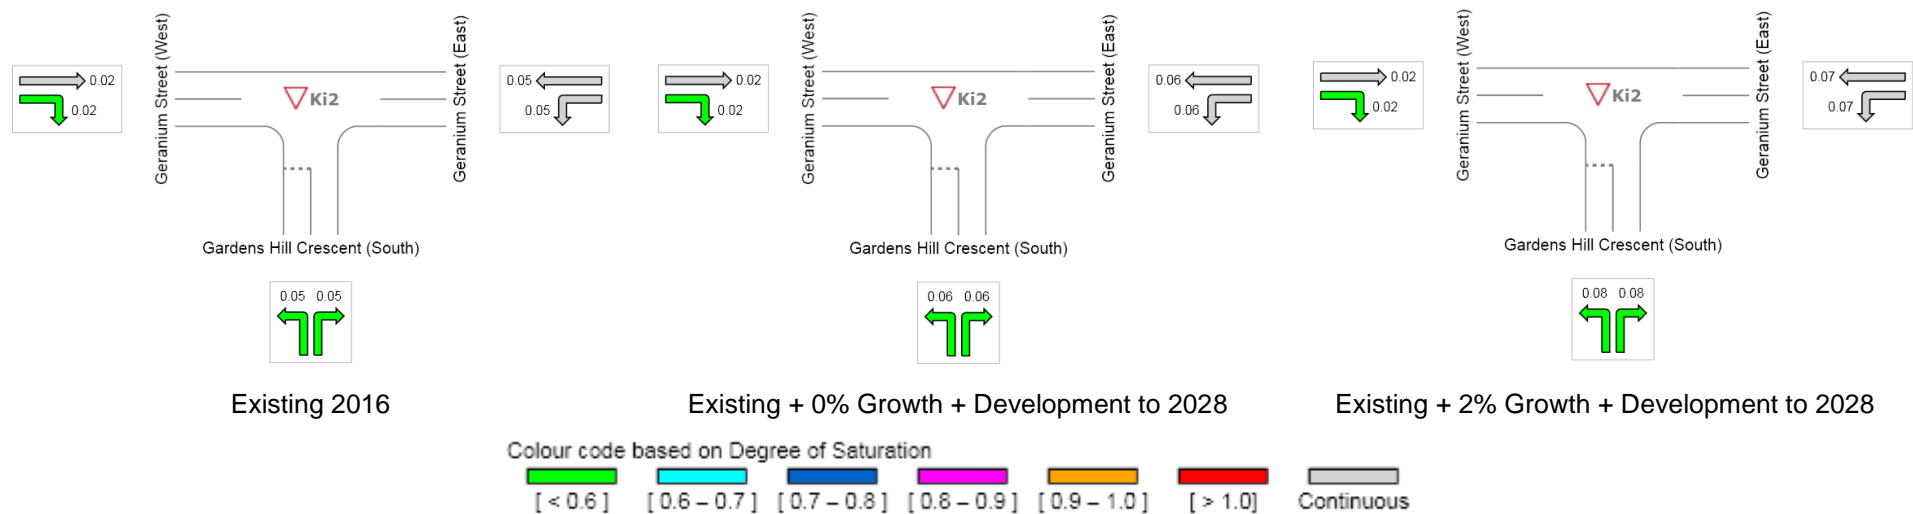 Geranium Street (West)
Geranium Street (East)
0.02
0.02
Ki2
0.05
0.05
Gardens Hill Crescent (South)
0.05 0.05
Existing 2016
Geranium Street (West)
Geranium Street (East)
0.02
0.02
Ki2
0.06
0.06
Gardens Hill Crescent (South)
0.06 0.06
Existing + 0% Growth + Development to 2028
Geranium Street (West)
Geranium Street (East)
0.02
0.02
Ki2
0.07
0.07
Gardens Hill Crescent (South)
0.08 0.08
Existing + 2% Growth + Development to 2028
Colour code based on Degree of Saturation
[ < 0.6 ] [ 0.6 – 0.7 ] [ 0.7 – 0.8 ] [ 0.8 – 0.9 ] [ 0.9 – 1.0 ] [ > 1.0] Continuous